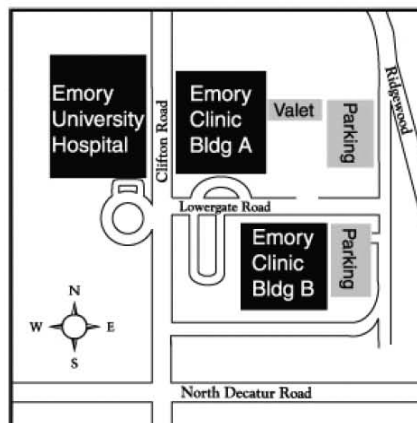 Emory
University
Hospital
Clifton Road
Emory
Clinic
Bldg A
Valet
Parking
Ridgewood
Lowergate Road
Emory
Clinic
Bldg B
Parking
N
W
E
S
North Decatur Road